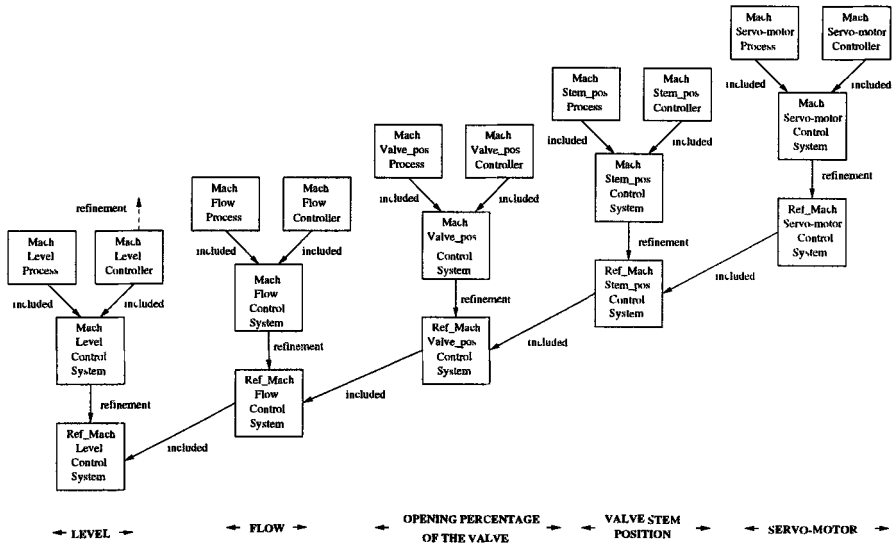 Mach
Servo-motor
Process
Mach
Servo-motor
Controller
included
included
Mach
Servo-motor
Control
System
refinement
Ref_Mach
Servo-motor
Control
System
included
Mach
Stem_pos
Process
Mach
Stem_pos
Controller
included
included
Mach
Stem_pos
Control
System
refinement
Ref_Mach
Stem_pos
Control
System
included
Mach
Valve_pos
Process
Mach
Valve_pos
Controller
included
included
Mach
Valve_pos
Control
System
refinement
Ref_Mach
Valve_pos
Control
System
included
Mach
Flow
Process
Mach
Flow
Controller
included
included
Mach
Flow
Control
System
refinement
Ref_Mach
Flow
Control
System
included
refinement
Mach
Level
Process
Mach
Level
Controller
included
included
Mach
Level
Control
System
refinement
Ref_Mach
Level
Control
System
LEVEL
FLOW
OPENING PERCENTAGE
OF THE VALVE
VALVE STEM
POSITION
SERVO-MOTOR